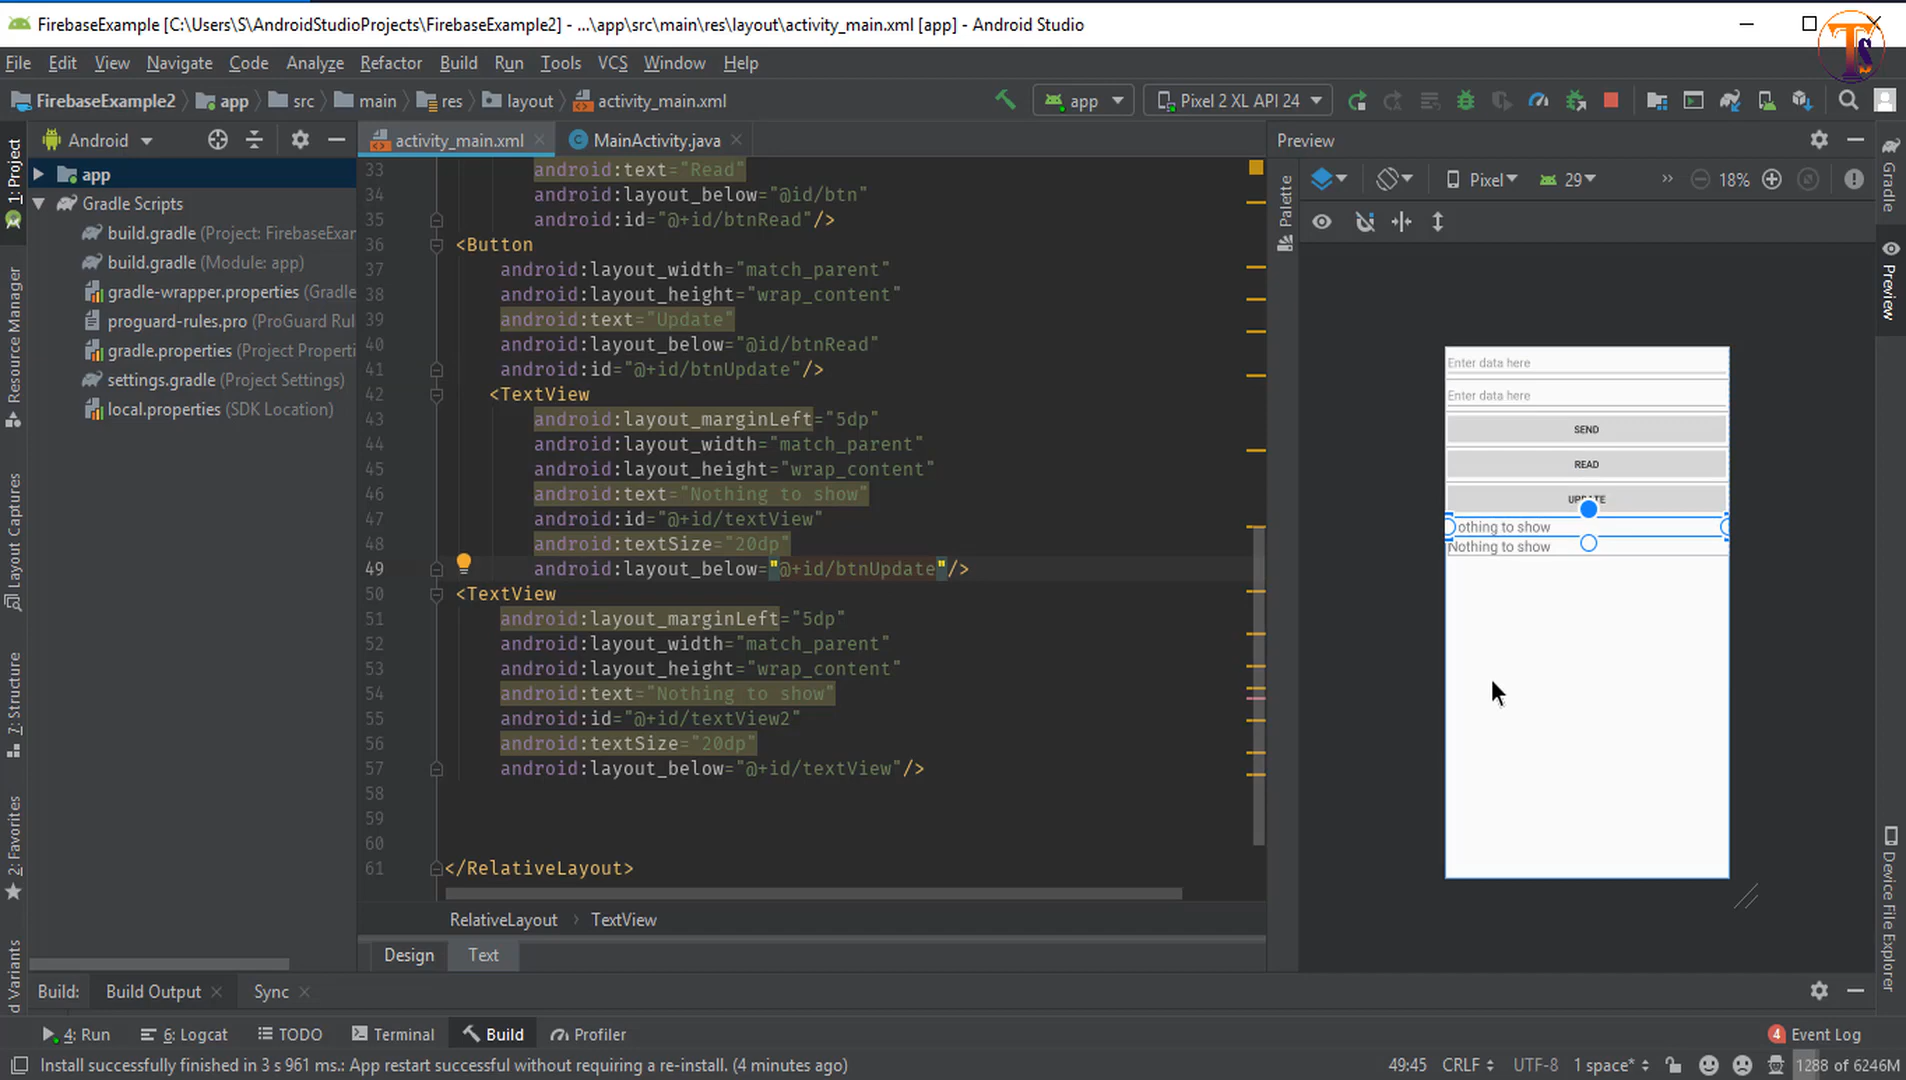 FirebaseExample [C:\Users\S\AndroidStudioProjects\FirebaseExample2] - ...\app\src\main\res\layout\activity_main.xml [app] - Android Studio
TS
File Edit View Navigate Code Analyze Refactor Build Run Tools VCS Window Help
FirebaseExample2 app src main res layout activity_main.xml app Pixel 2 XL API 24
Android activity_main.xml MainActivity.java Preview
1: Project
Resource Manager
Layout Captures
7: Structure
2: Favorites
d Variants
app
Gradle Scripts
build.gradle (Project: FirebaseExar
build.gradle (Module: app)
gradle-wrapper.properties (Gradle
proguard-rules.pro (ProGuard Rul
gradle.properties (Project Properti
settings.gradle (Project Settings)
local.properties (SDK Location)
33 android:text="Read"
34 android:layout_below="@id/btn"
35 android:id="@+id/btnRead"/>
36 <Button
37 android:layout_width="match_parent"
38 android:layout_height="wrap_content"
39 android:text="Update"
40 android:layout_below="@id/btnRead"
41 android:id="@+id/btnUpdate"/>
42 <TextView
43 android:layout_marginLeft="5dp"
44 android:layout_width="match_parent"
45 android:layout_height="wrap_content"
46 android:text="Nothing to show"
47 android:id="@+id/textView"
48 android:textSize="20dp"
49 android:layout_below="@+id/btnUpdate"/>
50 <TextView
51 android:layout_marginLeft="5dp"
52 android:layout_width="match_parent"
53 android:layout_height="wrap_content"
54 android:text="Nothing to show"
55 android:id="@+id/textView2"
56 android:textSize="20dp"
57 android:layout_below="@+id/textView"/>
58
59
60
61 </RelativeLayout>
RelativeLayout › TextView
Design Text
Palette
Pixel 29 » 18%
Enter data here
Enter data here
SEND
READ
UPDATE
othing to show
Nothing to show
Gradle
Preview
Device File Explorer
Build: Build Output Sync
4: Run 6: Logcat TODO Terminal Build Profiler 4 Event Log
Install successfully finished in 3 s 961 ms.: App restart successful without requiring a re-install. (4 minutes ago) 49:45 CRLF UTF-8 1 space* 1288 of 6246M